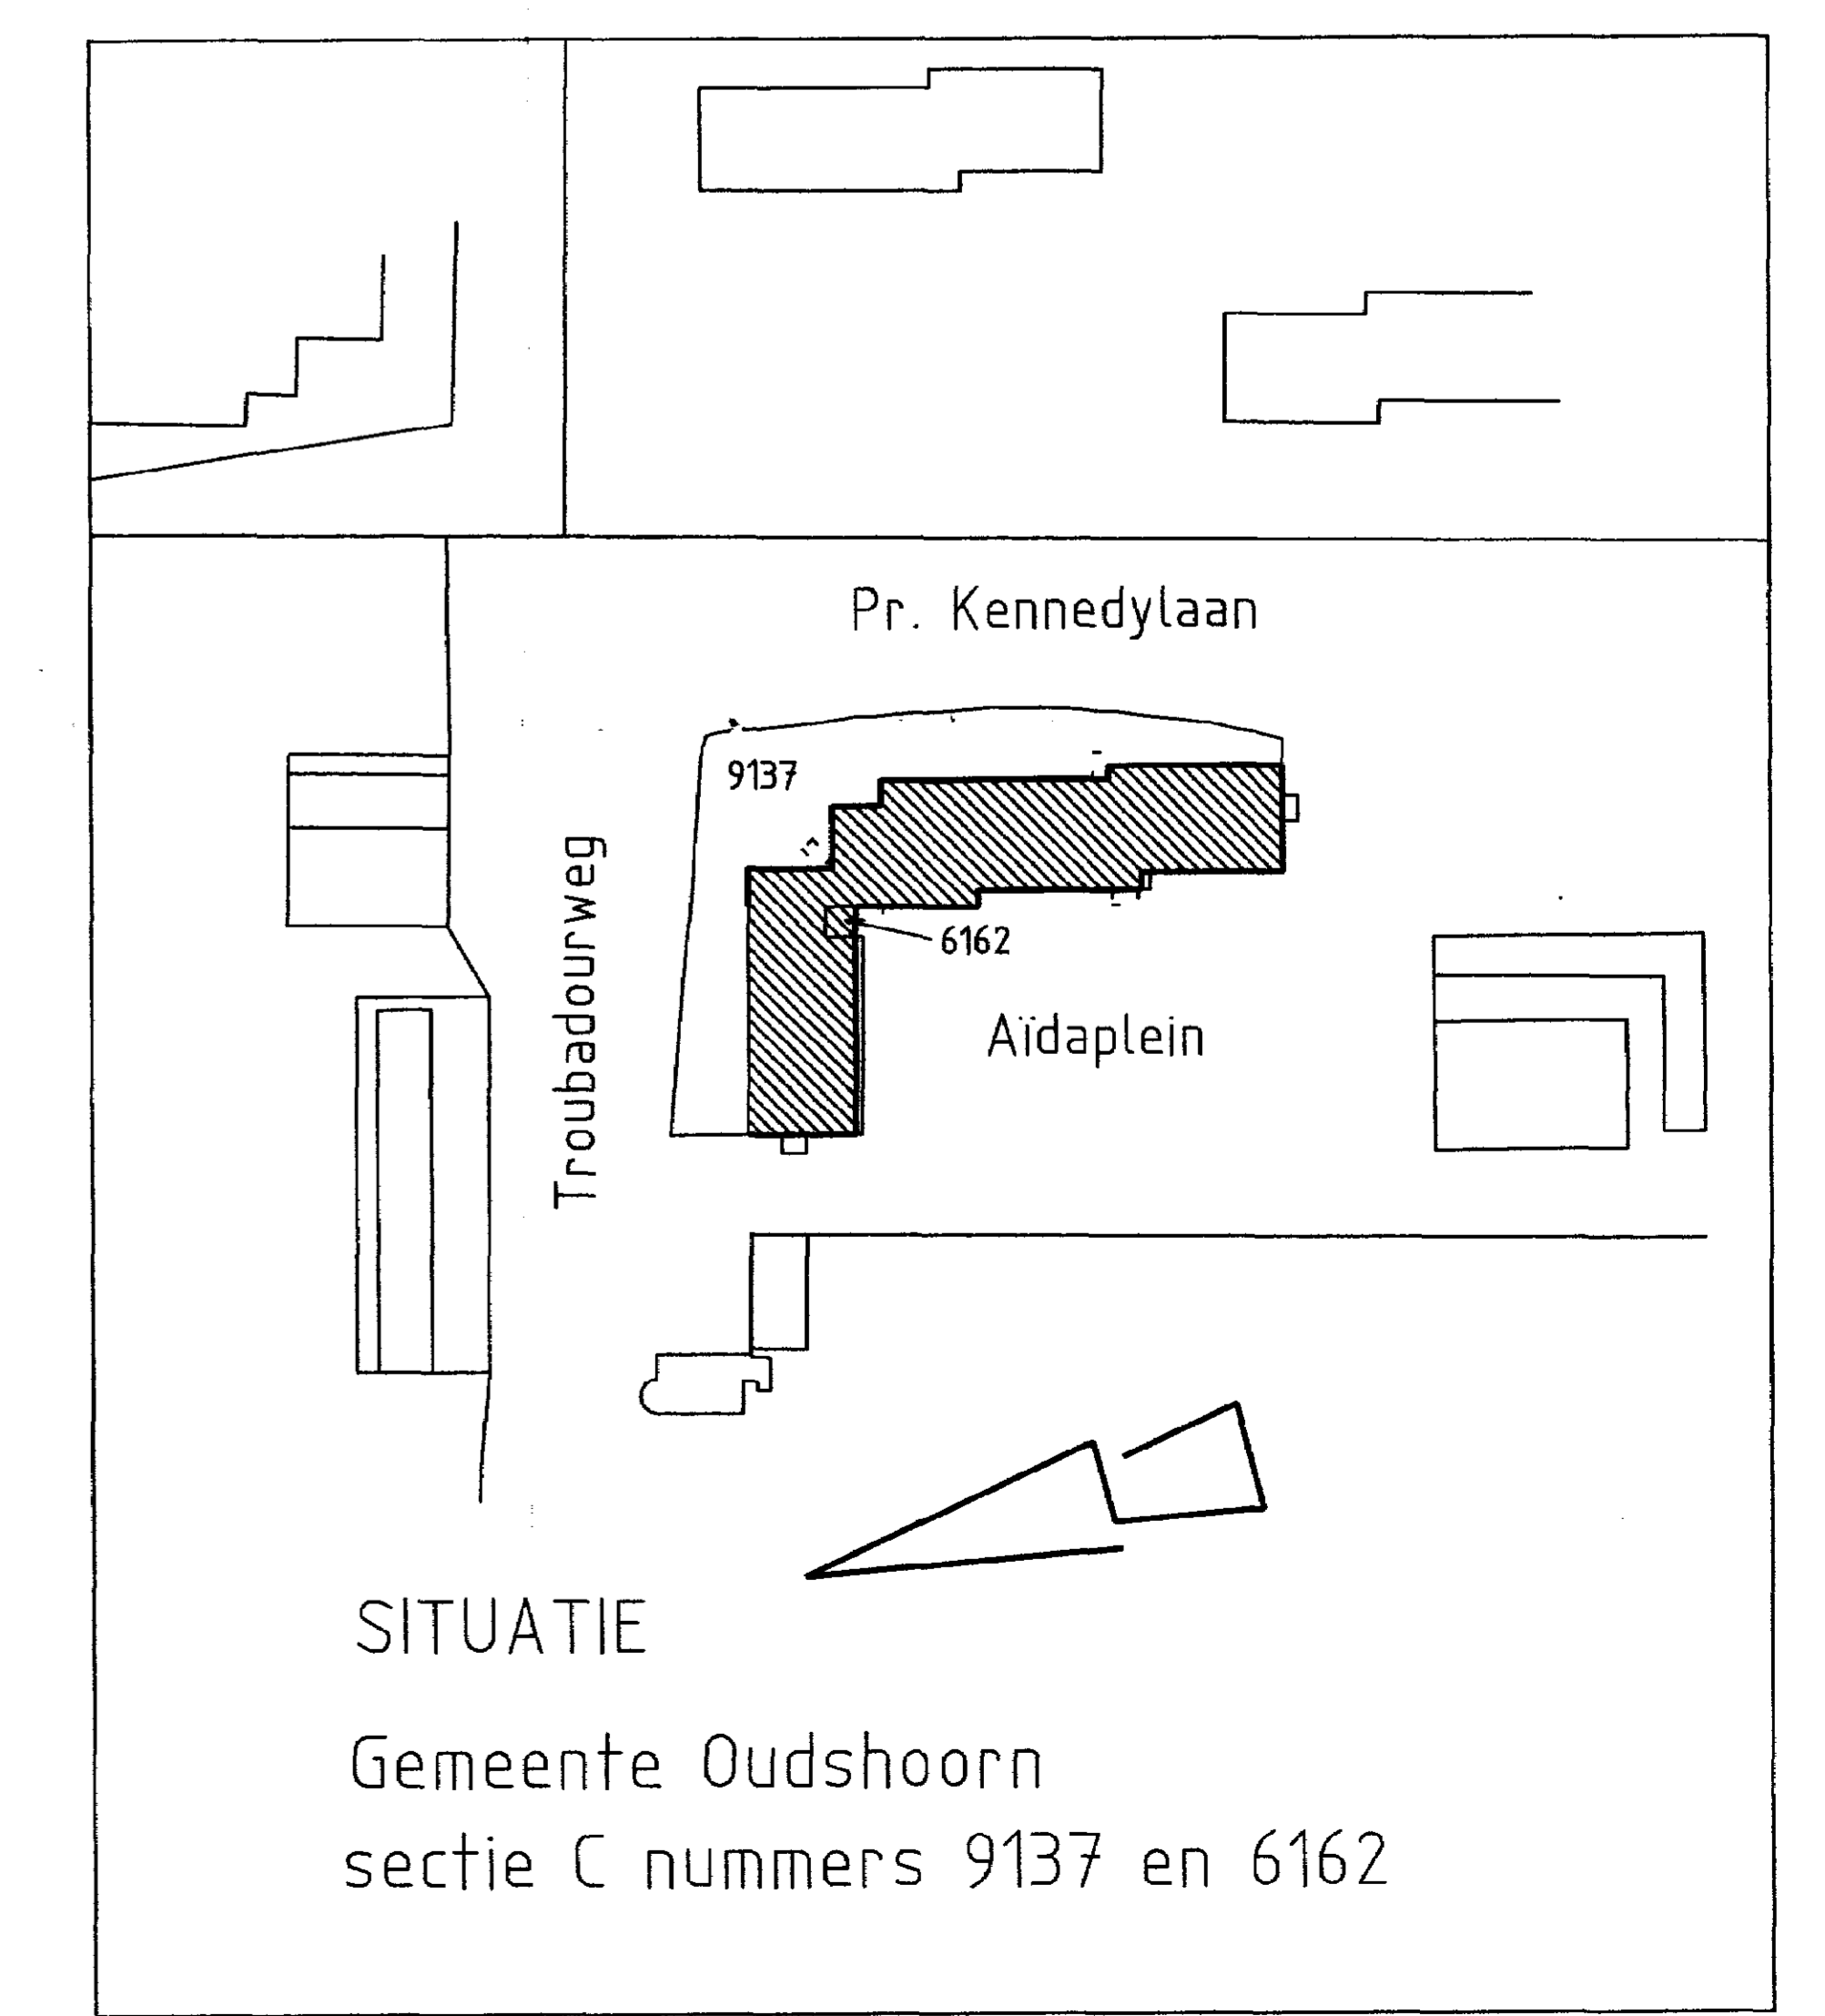 Pr. Kennedylaan
9137
Troubadourweg
6162
Aïdaplein
SITUATIE
Gemeente Oudshoorn
sectie C nummers 9137 en 6162